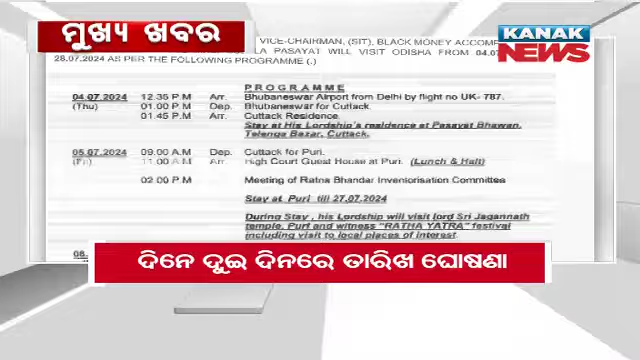 ମୁଖ୍ୟ ଖବର
KANAK
NEWS
VICE-CHAIRMAN, (SIT), BLACK MONEY ACCOMP
LA PASAYAT WILL VISIT ODISHA FROM 04.07
28.07.2024 AS PER THE FOLLOWING PROGRAMME (.)
PROGRAMME
04.07.2024 12.35 P.M Arr. Bhubaneswar Airport from Delhi by flight no UK- 787.
(Thu) 01.00 P.M Dep. Bhubaneswar for Cuttack.
01.45 P.M Arr. Cuttack Residence.
Stay at His Lordship's residence at Pasayat Bhawan,
Telenga Bazar, Cuttack.
05.07.2024 09.00 A.M Dep. Cuttack for Puri.
(Fri) 11.00 A.M Arr. High Court Guest House at Puri. (Lunch & Halt)
02.00 P.M Meeting of Ratna Bhandar Inventorisation Committee
Stay at Puri till 27.07.2024
During Stay , his Lordship will visit lord Sri Jagannath
temple, Puri and witness "RATHA YATRA" festival
including visit to local places of interest.
ଦିନେ ଦୁଇ ଦିନରେ ତାରିଖ ଘୋଷଣା